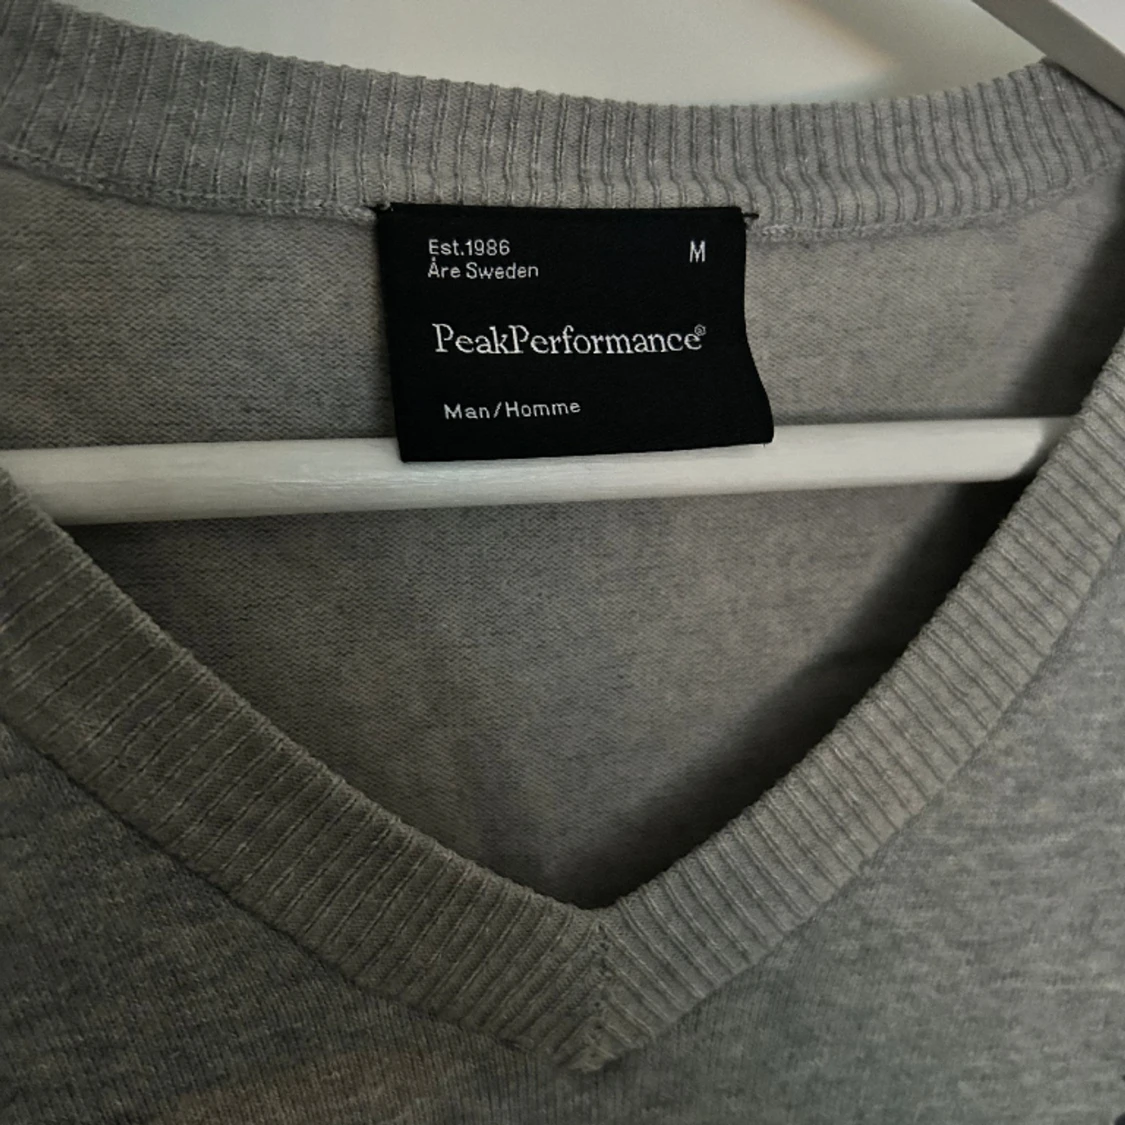 Est.1986
Åre Sweden
M
PeakPerformance®
Man/Homme